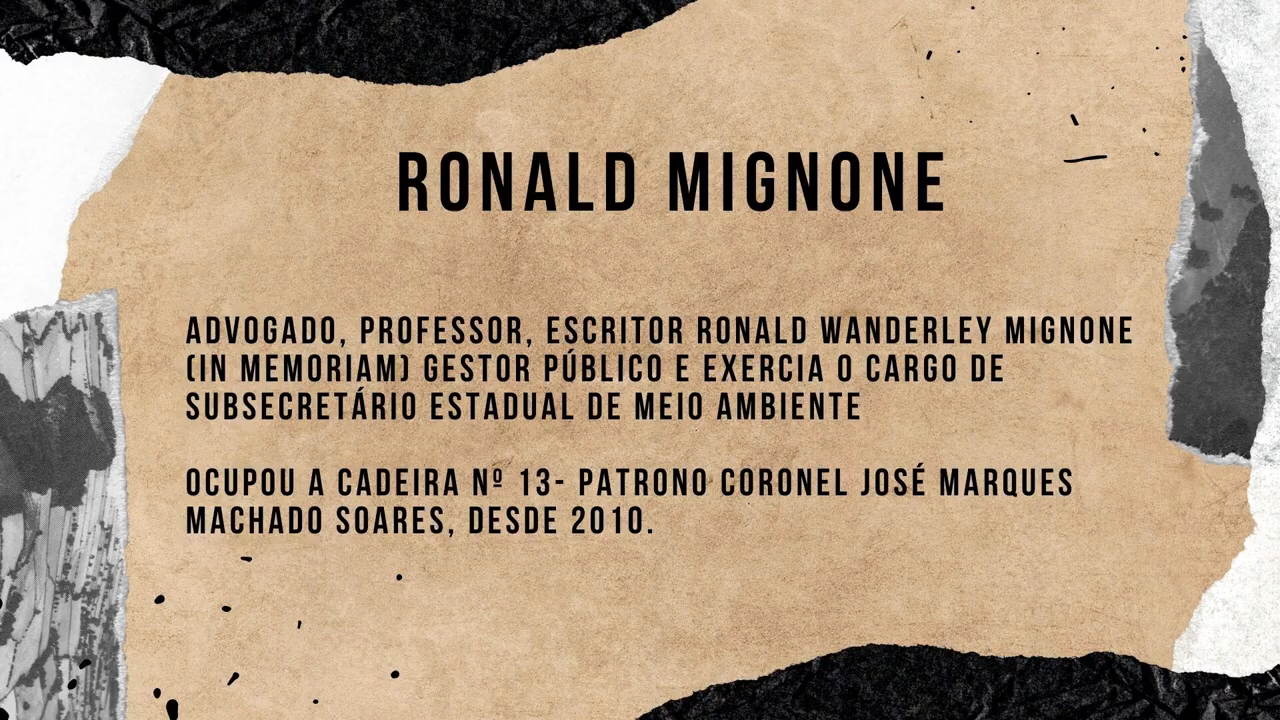 RONALD MIGNONE
ADVOGADO, PROFESSOR, ESCRITOR RONALD WANDERLEY MIGNONE
(IN MEMORIAM) GESTOR PÚBLICO E EXERCIA O CARGO DE
SUBSECRETÁRIO ESTADUAL DE MEIO AMBIENTE
OCUPOU A CADEIRA Nº 13- PATRONO CORONEL JOSÉ MARQUES
MACHADO SOARES, DESDE 2010.